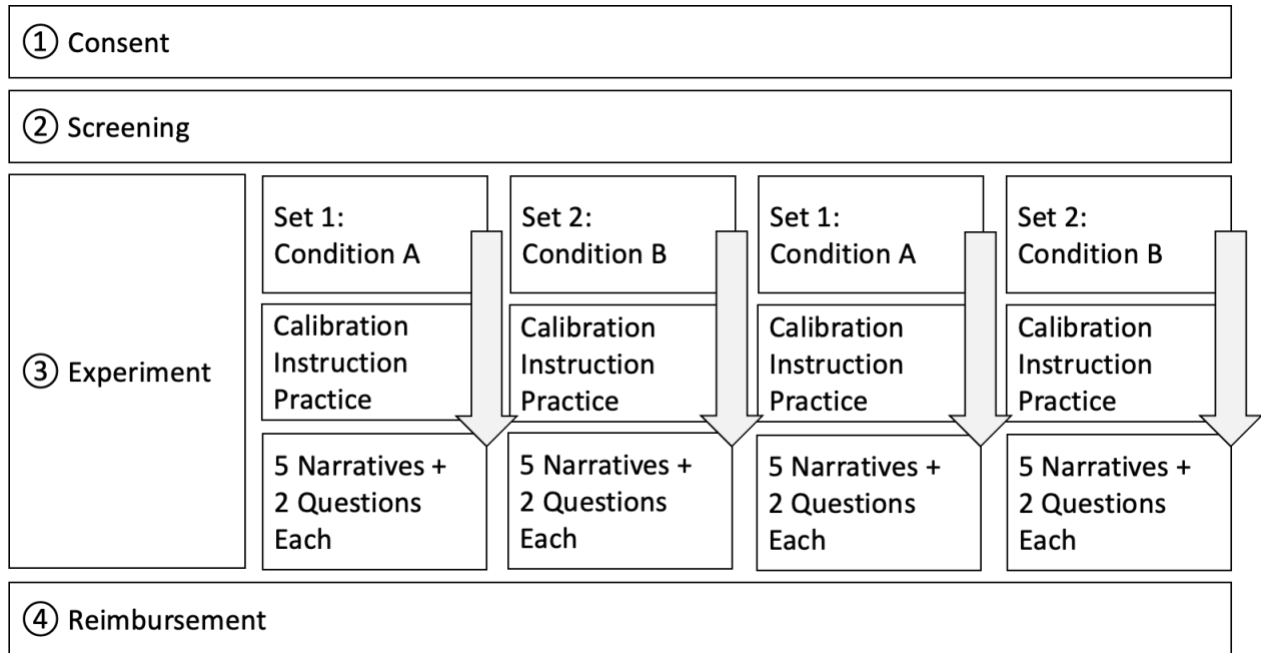 ① Consent
② Screening
③ Experiment
Set 1:
Condition A
Calibration
Instruction
Practice
5 Narratives +
2 Questions
Each
Set 2:
Condition B
Calibration
Instruction
Practice
5 Narratives +
2 Questions
Each
Set 1:
Condition A
Calibration
Instruction
Practice
5 Narratives +
2 Questions
Each
Set 2:
Condition B
Calibration
Instruction
Practice
5 Narratives +
2 Questions
Each
④ Reimbursement